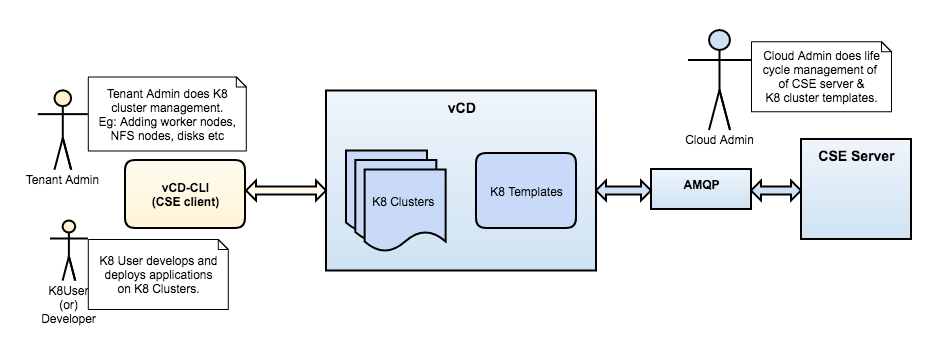 Tenant Admin does K8
cluster management.
Eg: Adding worker nodes,
NFS nodes, disks etc
Tenant Admin
vCD-CLI
(CSE client)
K8User
(or)
Developer
K8 User develops and
deploys applications
on K8 Clusters.
vCD
K8 Clusters
K8 Templates
Cloud Admin does life
cycle management of
of CSE server &
K8 cluster templates.
Cloud Admin
AMQP
CSE Server